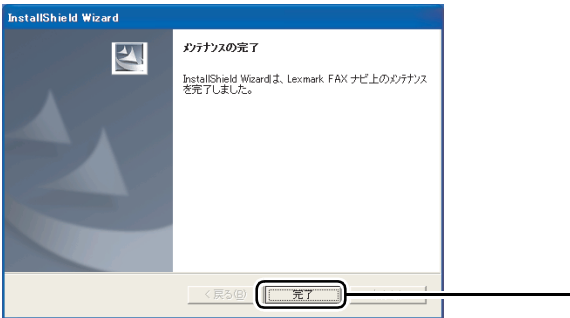 InstallShield Wizard
メンテナンスの完了
InstallShield Wizardは、Lexmark FAX ナビ上のメンテナンス
を完了しました。
< 戻る(B)
完了